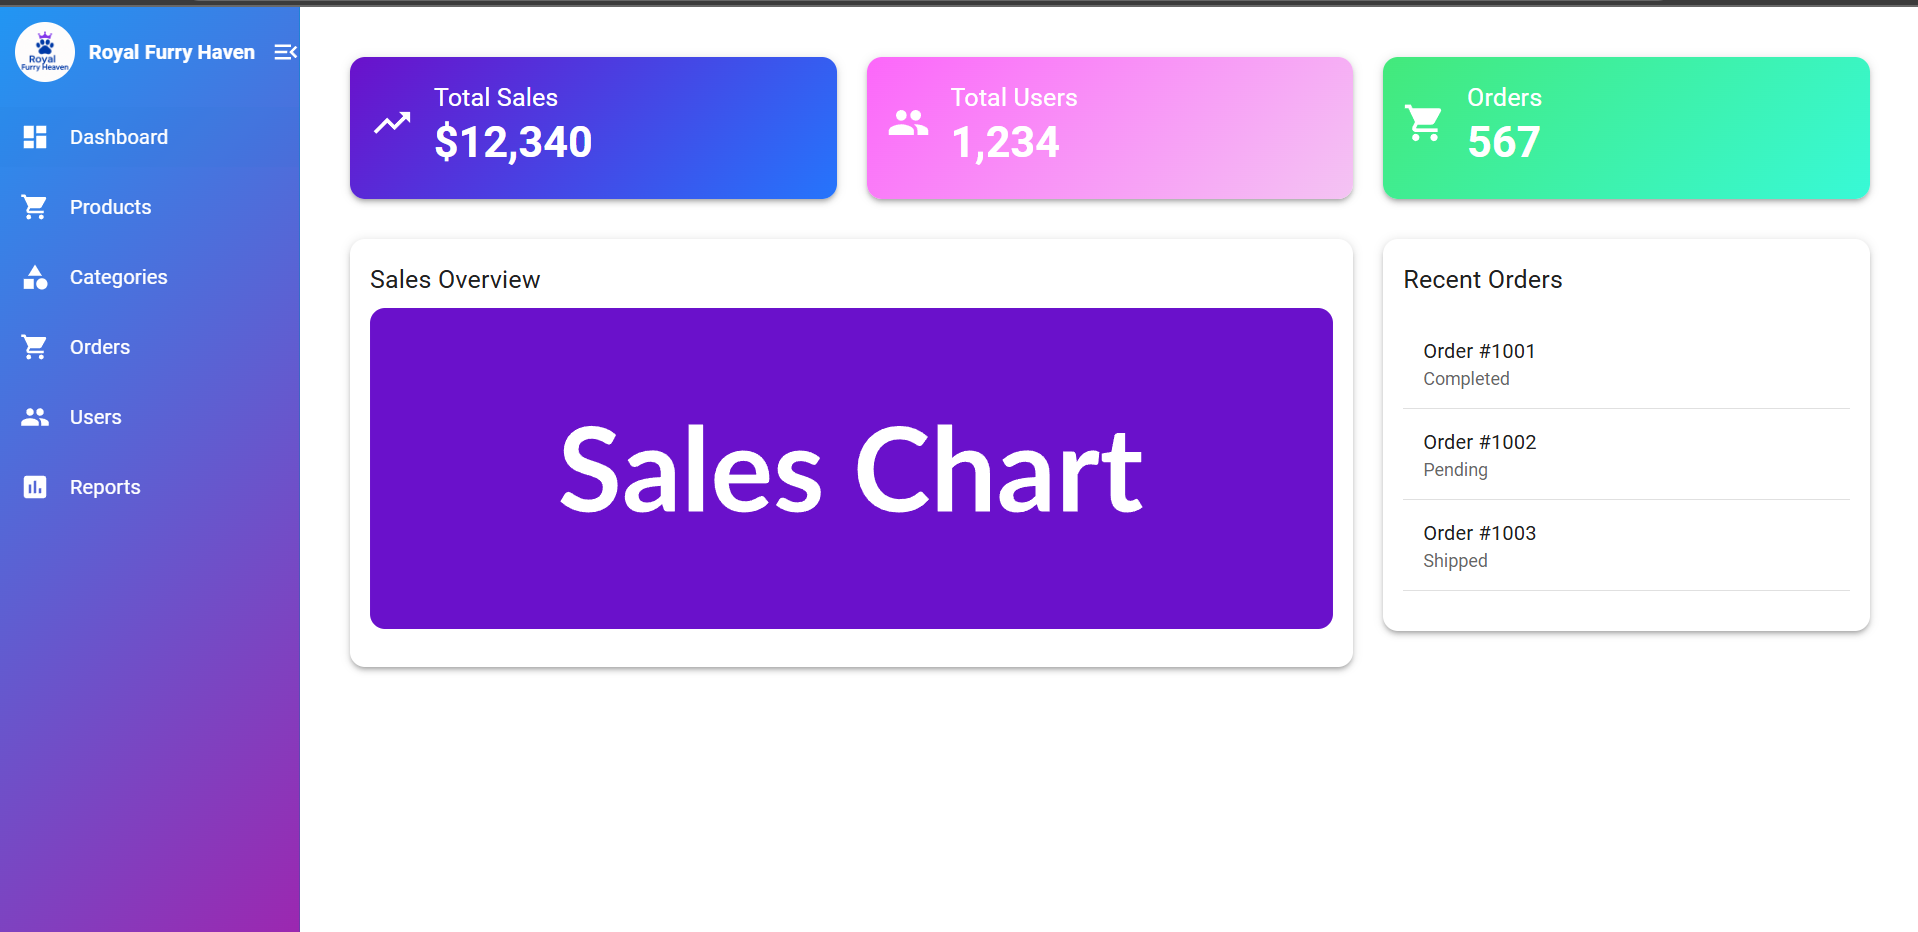 Royal
Furry Heaven
Royal Furry Haven
Dashboard
Products
Categories
Orders
Users
Reports
Total Sales
$12,340
Total Users
1,234
Orders
567
Sales Overview
Sales Chart
Recent Orders
Order #1001
Completed
Order #1002
Pending
Order #1003
Shipped